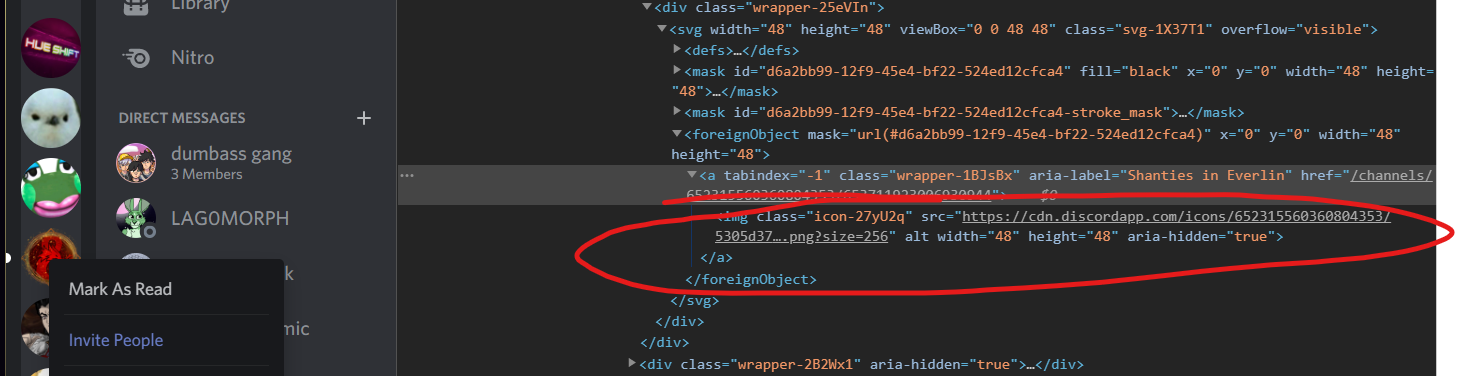 Library
HUE SHIFT
Nitro
DIRECT MESSAGES +
dumbass gang
3 Members
LAG0MORPH
k
Mark As Read
mic
Invite People
<div class="wrapper-25eVIn">
<svg width="48" height="48" viewBox="0 0 48 48" class="svg-1X37T1" overflow="visible">
<defs>…</defs>
<mask id="d6a2bb99-12f9-45e4-bf22-524ed12cfca4" fill="black" x="0" y="0" width="48" height=
"48">…</mask>
<mask id="d6a2bb99-12f9-45e4-bf22-524ed12cfca4-stroke_mask">…</mask>
<foreignObject mask="url(#d6a2bb99-12f9-45e4-bf22-524ed12cfca4)" x="0" y="0" width="48"
height="48">
<a tabindex="-1" class="wrapper-1BJsBx" aria-label="Shanties in Everlin" href="/channels/
<img class="icon-27yU2q" src="https://cdn.discordapp.com/icons/652315560360804353/
5305d37….png?size=256" alt width="48" height="48" aria-hidden="true">
</a>
</foreignObject>
</svg>
</div>
</div>
<div class="wrapper-2B2Wx1" aria-hidden="true">…</div>